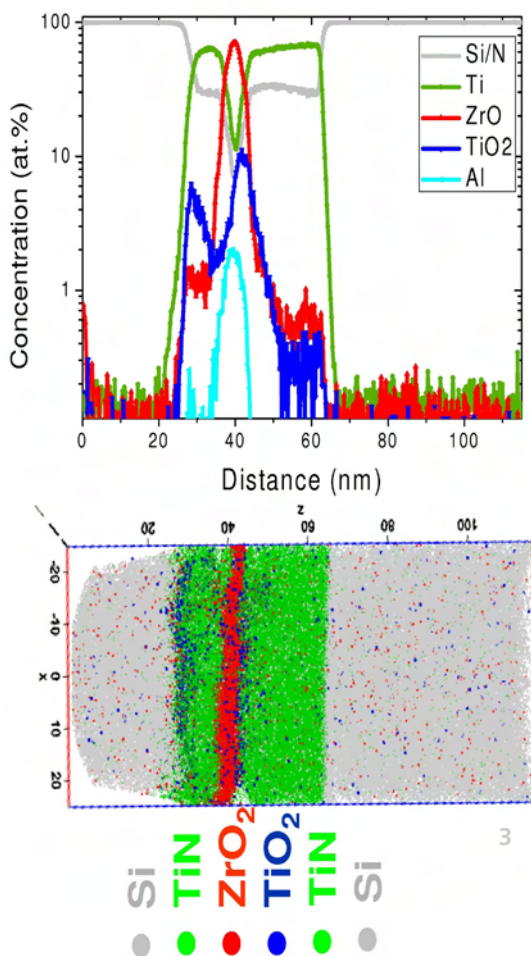 Concentration (at.%)
100
10
1
Si/N
Ti
ZrO
TiO2
Al
0 20 40 60 80 100
Distance (nm)
z
20 40 60 80 100
-20
-10
0
10
20
x
3
Si
TiN
ZrO2
TiO2
TiN
Si